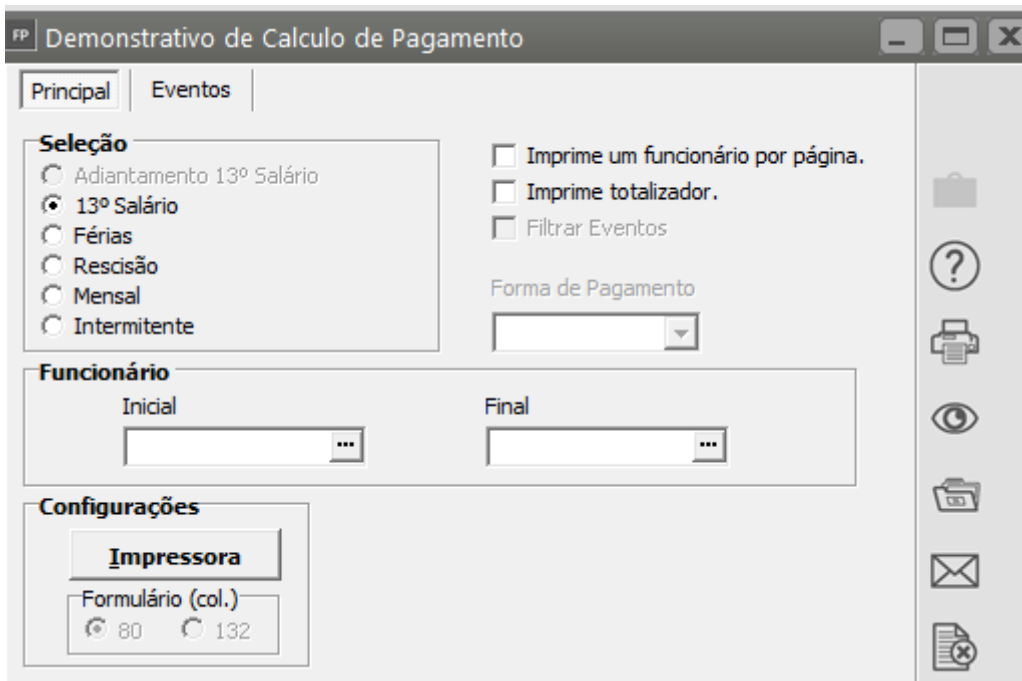 FP Demonstrativo de Calculo de Pagamento
Principal Eventos
Seleção
Adiantamento 13º Salário
13º Salário
Férias
Rescisão
Mensal
Intermitente
Imprime um funcionário por página.
Imprime totalizador.
Filtrar Eventos
Forma de Pagamento
Funcionário
Inicial Final
... ...
Configurações
Impressora
Formulário (col.)
80 132